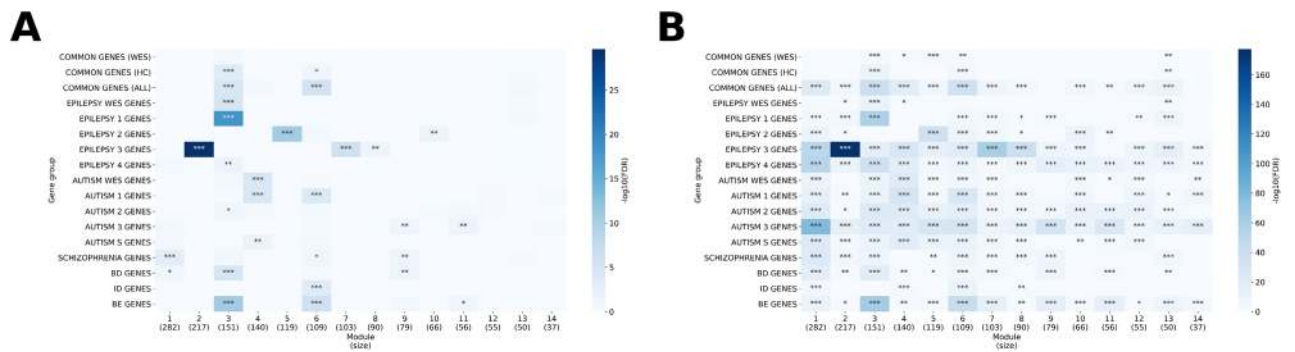 A
Gene group
COMMON GENES (WES)
COMMON GENES (HC) *** *
COMMON GENES (ALL) *** ***
EPILEPSY WES GENES ***
EPILEPSY 1 GENES ***
EPILEPSY 2 GENES *** **
EPILEPSY 3 GENES *** *** **
EPILEPSY 4 GENES **
AUTISM WES GENES ***
AUTISM 1 GENES *** ***
AUTISM 2 GENES *
AUTISM 3 GENES ** **
AUTISM S GENES **
SCHIZOPHRENIA GENES *** * **
BD GENES * *** **
ID GENES ***
BE GENES *** *** *
1 2 3 4 5 6 7 8 9 10 11 12 13 14
(282) (217) (151) (140) (119) (109) (103) (90) (79) (66) (56) (55) (50) (37)
Module
(size)
25
20
15
10
5
0
-log10(FDR)
B
Gene group
COMMON GENES (WES) *** * *** ** **
COMMON GENES (HC) *** *** **
COMMON GENES (ALL) *** *** *** *** *** *** *** *** *** ** *** ***
EPILEPSY WES GENES * *** * **
EPILEPSY 1 GENES *** *** *** *** *** * *** ** ***
EPILEPSY 2 GENES *** * *** *** *** * *** **
EPILEPSY 3 GENES *** *** *** *** *** *** *** *** *** *** *** ***
EPILEPSY 4 GENES *** *** *** *** *** *** *** *** *** *** *** *** *** ***
AUTISM WES GENES *** *** *** *** *** *** *** * *** **
AUTISM 1 GENES *** ** *** *** *** *** *** *** *** *** * ***
AUTISM 2 GENES *** * *** *** *** *** *** *** *** *** *** *** ***
AUTISM 3 GENES *** *** *** *** *** *** *** *** *** *** *** *** *** ***
AUTISM S GENES *** *** *** *** *** *** *** *** ** *** ***
SCHIZOPHRENIA GENES *** *** *** ** *** *** *** *** ***
BD GENES *** ** *** ** * *** *** *** *** **
ID GENES *** *** *** **
BE GENES *** * *** ** *** *** *** ** *** *** *** * *** ***
1 2 3 4 5 6 7 8 9 10 11 12 13 14
(282) (217) (151) (140) (119) (109) (103) (90) (79) (66) (56) (55) (50) (37)
Module
(size)
160
140
120
100
80
60
40
20
0
-log10(FDR)